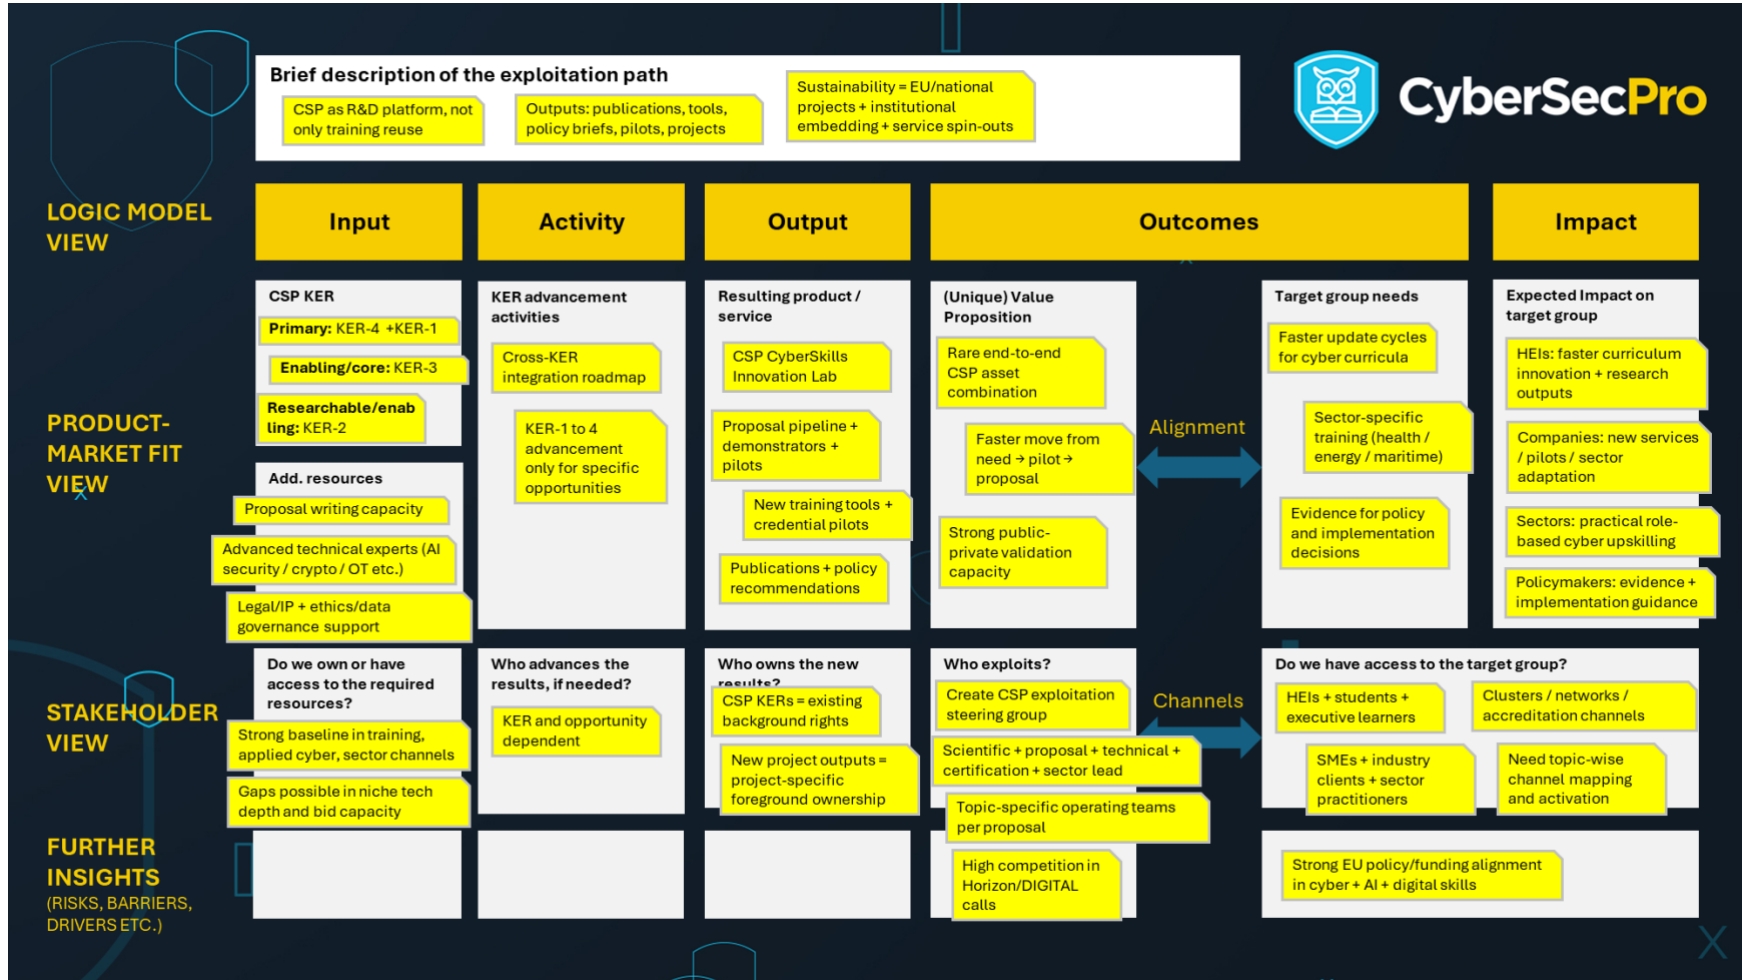 Brief description of the exploitation path
CSP as R&D platform, not
only training reuse
Outputs: publications, tools,
policy briefs, pilots, projects
Sustainability = EU/national
projects + institutional
embedding + service spin-outs
CyberSecPro
LOGIC MODEL
VIEW
Input
Activity
Output
Outcomes
Impact
PRODUCT-
MARKET FIT
VIEW
CSP KER
Primary: KER-4 +KER-1
Enabling/core: KER-3
Researchable/enab
ling: KER-2
Add. resources
Proposal writing capacity
Advanced technical experts (AI
security / crypto / OT etc.)
Legal/IP + ethics/data
governance support
KER advancement
activities
Cross-KER
integration roadmap
KER-1 to 4
advancement
only for specific
opportunities
Resulting product /
service
CSP CyberSkills
Innovation Lab
Proposal pipeline +
demonstrators +
pilots
New training tools +
credential pilots
Publications + policy
recommendations
(Unique) Value
Proposition
Rare end-to-end
CSP asset
combination
Faster move from
need → pilot →
proposal
Strong public-
private validation
capacity
Alignment
Target group needs
Faster update cycles
for cyber curricula
Sector-specific
training (health /
energy / maritime)
Evidence for policy
and implementation
decisions
Expected Impact on
target group
HEIs: faster curriculum
innovation + research
outputs
Companies: new services
/ pilots / sector
adaptation
Sectors: practical role-
based cyber upskilling
Policymakers: evidence +
implementation guidance
STAKEHOLDER
VIEW
Do we own or have
access to the required
resources?
Strong baseline in training,
applied cyber, sector channels
Gaps possible in niche tech
depth and bid capacity
Who advances the
results, if needed?
KER and opportunity
dependent
Who owns the new
results?
CSP KERs = existing
background rights
New project outputs =
project-specific
foreground ownership
Who exploits?
Create CSP exploitation
steering group
Scientific + proposal + technical +
certification + sector lead
Topic-specific operating teams
per proposal
Channels
Do we have access to the target group?
HEIs + students +
executive learners
Clusters / networks /
accreditation channels
SMEs + industry
clients + sector
practitioners
Need topic-wise
channel mapping
and activation
FURTHER
INSIGHTS
(RISKS, BARRIERS,
DRIVERS ETC.)
High competition in
Horizon/DIGITAL
calls
Strong EU policy/funding alignment
in cyber + AI + digital skills